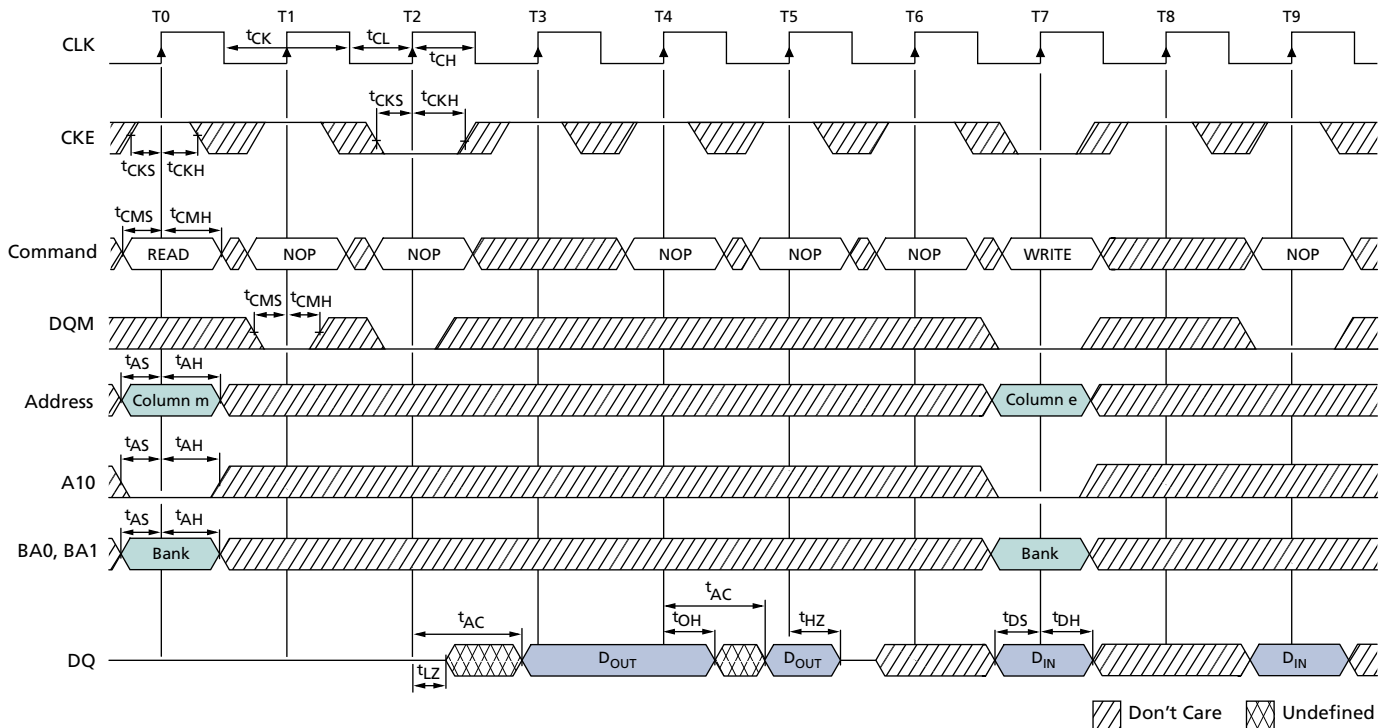 T0 T1 T2 T3 T4 T5 T6 T7 T8 T9
CLK
tCK tCL
tCH
CKE
tCKS tCKH
tCKS tCKH
tCMS tCMH
Command READ NOP NOP NOP NOP NOP WRITE NOP
DQM
tCMS tCMH
tAS tAH
Address Column m Column e
tAS tAH
A10
tAS tAH
BA0, BA1 Bank Bank
tAC
tAC
tOH tHZ tDS tDH
DQ DOUT DOUT DIN DIN
tLZ
Don't Care Undefined